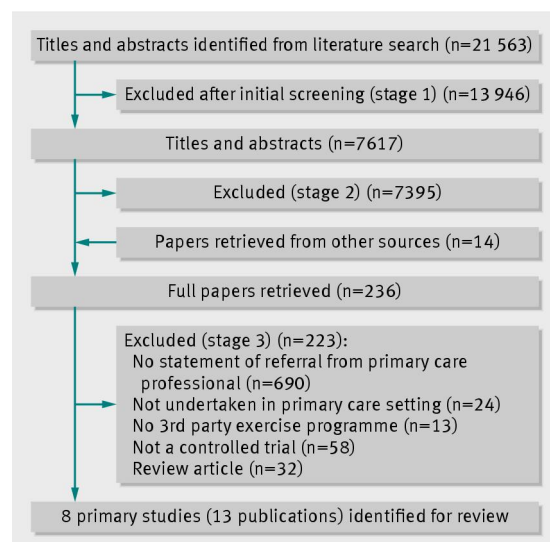 Titles and abstracts identified from literature search (n=21 563)
Excluded after initial screening (stage 1) (n=13 946)
Titles and abstracts (n=7617)
Excluded (stage 2) (n=7395)
Papers retrieved from other sources (n=14)
Full papers retrieved (n=236)
Excluded (stage 3) (n=223):
No statement of referral from primary care
professional (n=690)
Not undertaken in primary care setting (n=24)
No 3rd party exercise programme (n=13)
Not a controlled trial (n=58)
Review article (n=32)
8 primary studies (13 publications) identified for review